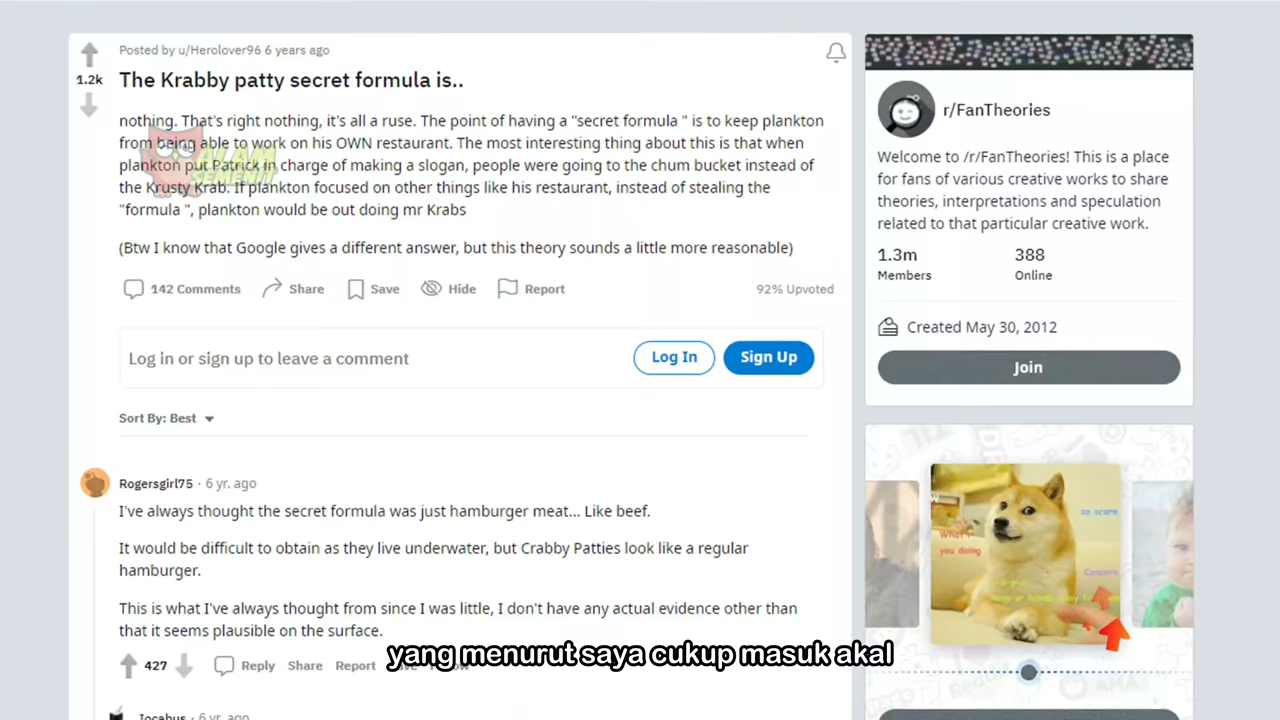 Posted by u/Herolover96 6 years ago
1.2k
The Krabby patty secret formula is..
nothing. That's right nothing, it's all a ruse. The point of having a "secret formula " is to keep plankton
from being able to work on his OWN restaurant. The most interesting thing about this is that when
plankton put Patrick in charge of making a slogan, people were going to the chum bucket instead of
the Krusty Krab. If plankton focused on other things like his restaurant, instead of stealing the
"formula ", plankton would be out doing mr Krabs
(Btw I know that Google gives a different answer, but this theory sounds a little more reasonable)
ALAM
SEMENIT
142 Comments Share Save Hide Report 92% Upvoted
Log in or sign up to leave a comment
Log In
Sign Up
Sort By: Best
Rogersgirl75 · 6 yr. ago
I've always thought the secret formula was just hamburger meat... Like beef.
It would be difficult to obtain as they live underwater, but Crabby Patties look like a regular
hamburger.
This is what I've always thought from since I was little, I don't have any actual evidence other than
that it seems plausible on the surface.
427 Reply Share Report
yang menurut saya cukup masuk akal
Jocabus · 6 yr. ago
r/FanTheories
Welcome to /r/FanTheories! This is a place
for fans of various creative works to share
theories, interpretations and speculation
related to that particular creative work.
1.3m 388
Members Online
Created May 30, 2012
Join
so scare
What r
you doing
Concern